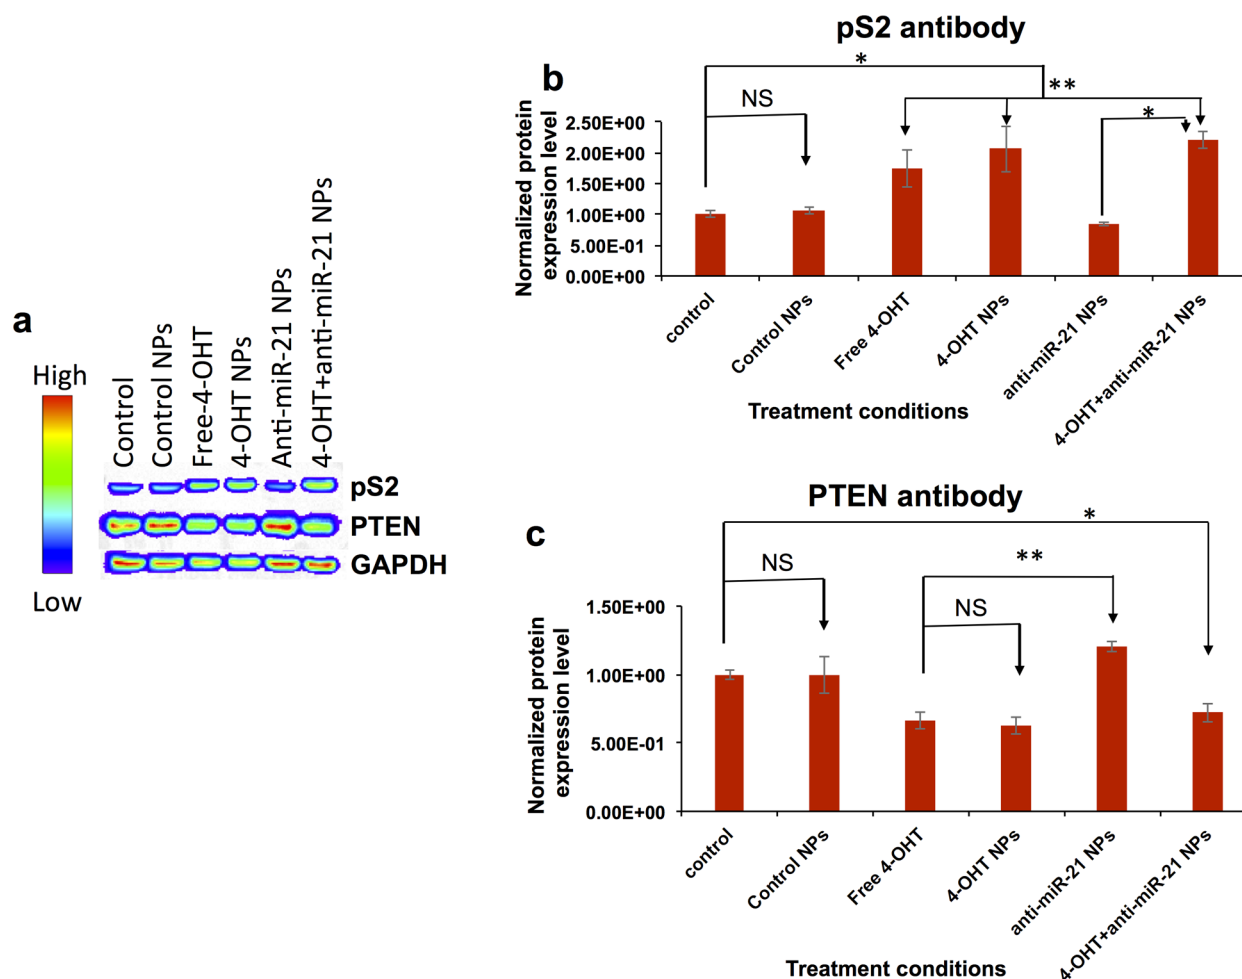 a
High
Low
Control
Control NPs
Free-4-OHT
4-OHT NPs
Anti-miR-21 NPs
4-OHT+anti-miR-21 NPs
pS2
PTEN
GAPDH
b
pS2 antibody
*
**
NS
*
Normalized protein
expression level
2.50E+00
2.00E+00
1.50E+00
1.00E+00
5.00E-01
0.00E+00
control
Control NPs
Free 4-OHT
4-OHT NPs
anti-miR-21 NPs
4-OHT+anti-miR-21 NPs
Treatment conditions
c
PTEN antibody
*
**
NS
NS
Normalized protein
expression level
1.50E+00
1.00E+00
5.00E-01
0.00E+00
control
Control NPs
Free 4-OHT
4-OHT NPs
anti-miR-21 NPs
4-OHT+anti-miR-21 NPs
Treatment conditions